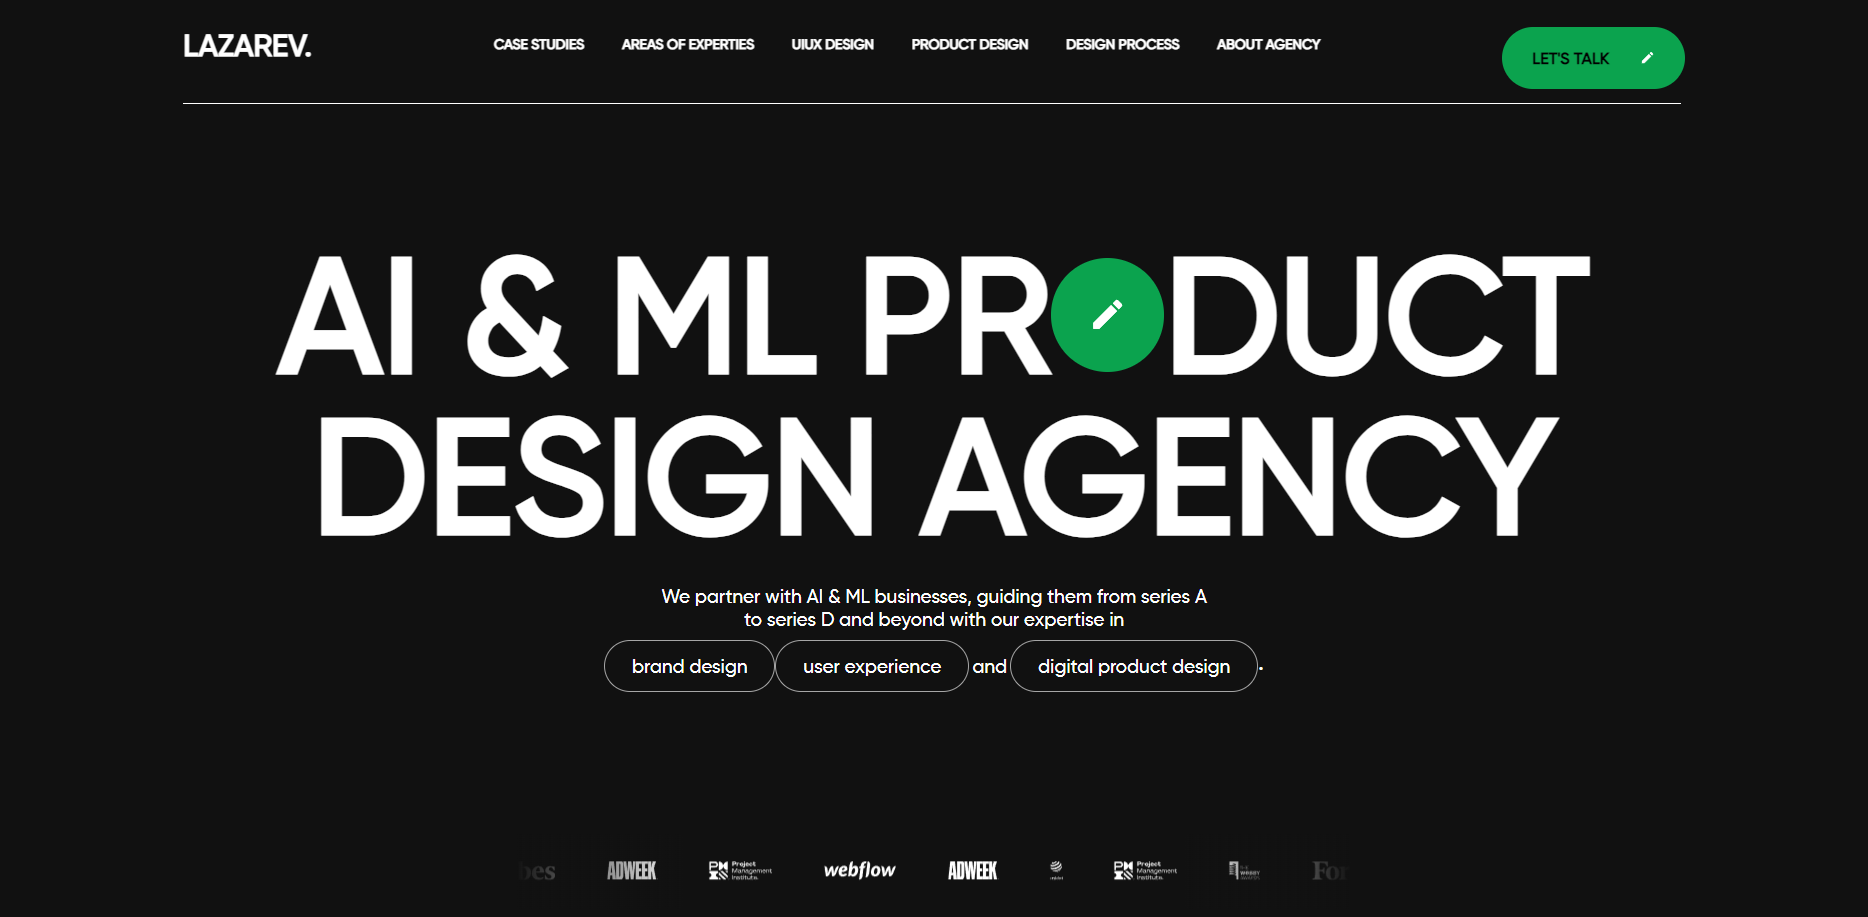 LAZAREV.
CASE STUDIES AREAS OF EXPERTIES UIUX DESIGN PRODUCT DESIGN DESIGN PROCESS ABOUT AGENCY
LET'S TALK
AI & ML PRODUCT
DESIGN AGENCY
We partner with AI & ML businesses, guiding them from series A
to series D and beyond with our expertise in
brand design user experience and digital product design .
bes ADWEEK Project Management Institute. webflow ADWEEK Project Management Institute. For